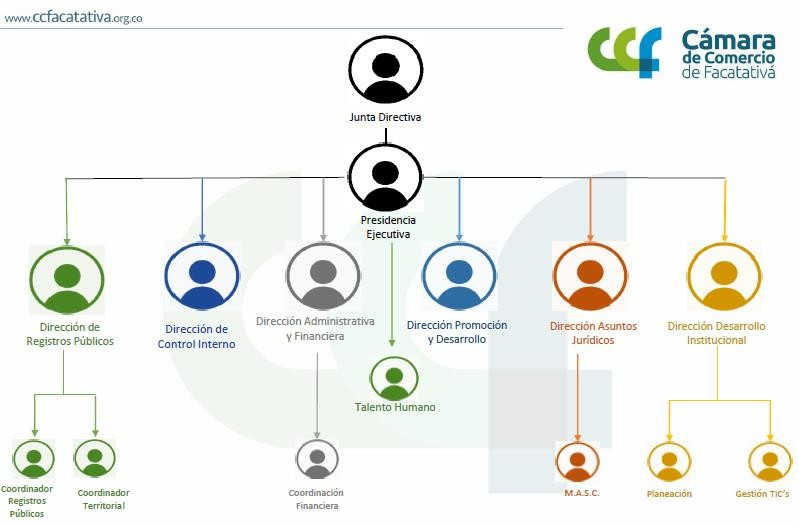 www.ccfacatativa.org.co
CCF
Cámara
de Comercio
de Facatativá
Junta Directiva
Presidencia
Ejecutiva
Dirección de
Registros Públicos
Dirección de
Control Interno
Dirección Administrativa
y Financiera
Dirección Promoción
y Desarrollo
Dirección Asuntos
Jurídicos
Dirección Desarrollo
Institucional
Talento Humano
Coordinador
Registros
Públicos
Coordinador
Territorial
Coordinación
Financiera
M.A.S.C.
Planeación
Gestión TIC's